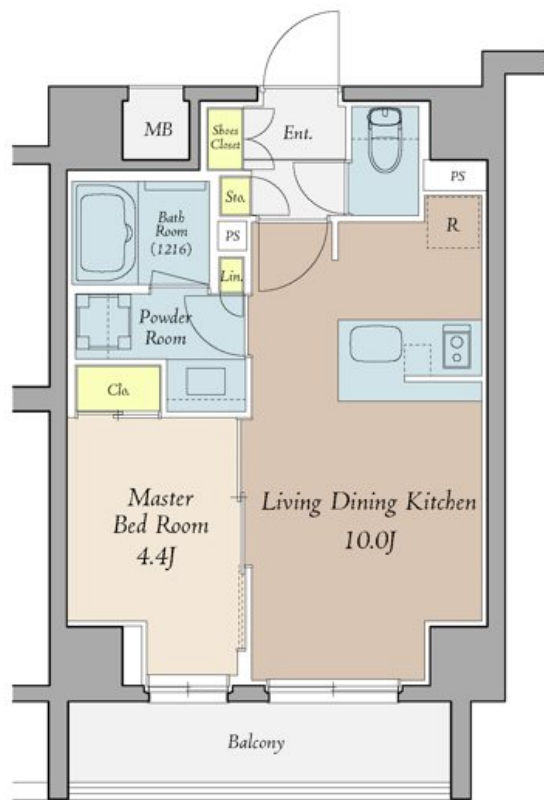 MB
Shoes
Closet
Ent.
PS
Sto.
R
Bath
Room
(1216)
PS
Lin.
Powder
Room
Clo.
Master
Bed Room
4.4J
Living Dining Kitchen
10.0J
Balcony